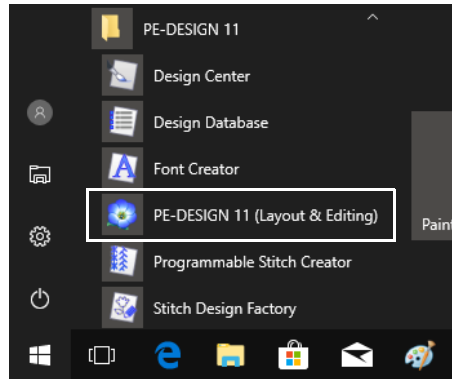 PE-DESIGN 11
Design Center
Design Database
Font Creator
PE-DESIGN 11 (Layout & Editing)
Pain
Programmable Stitch Creator
Stitch Design Factory